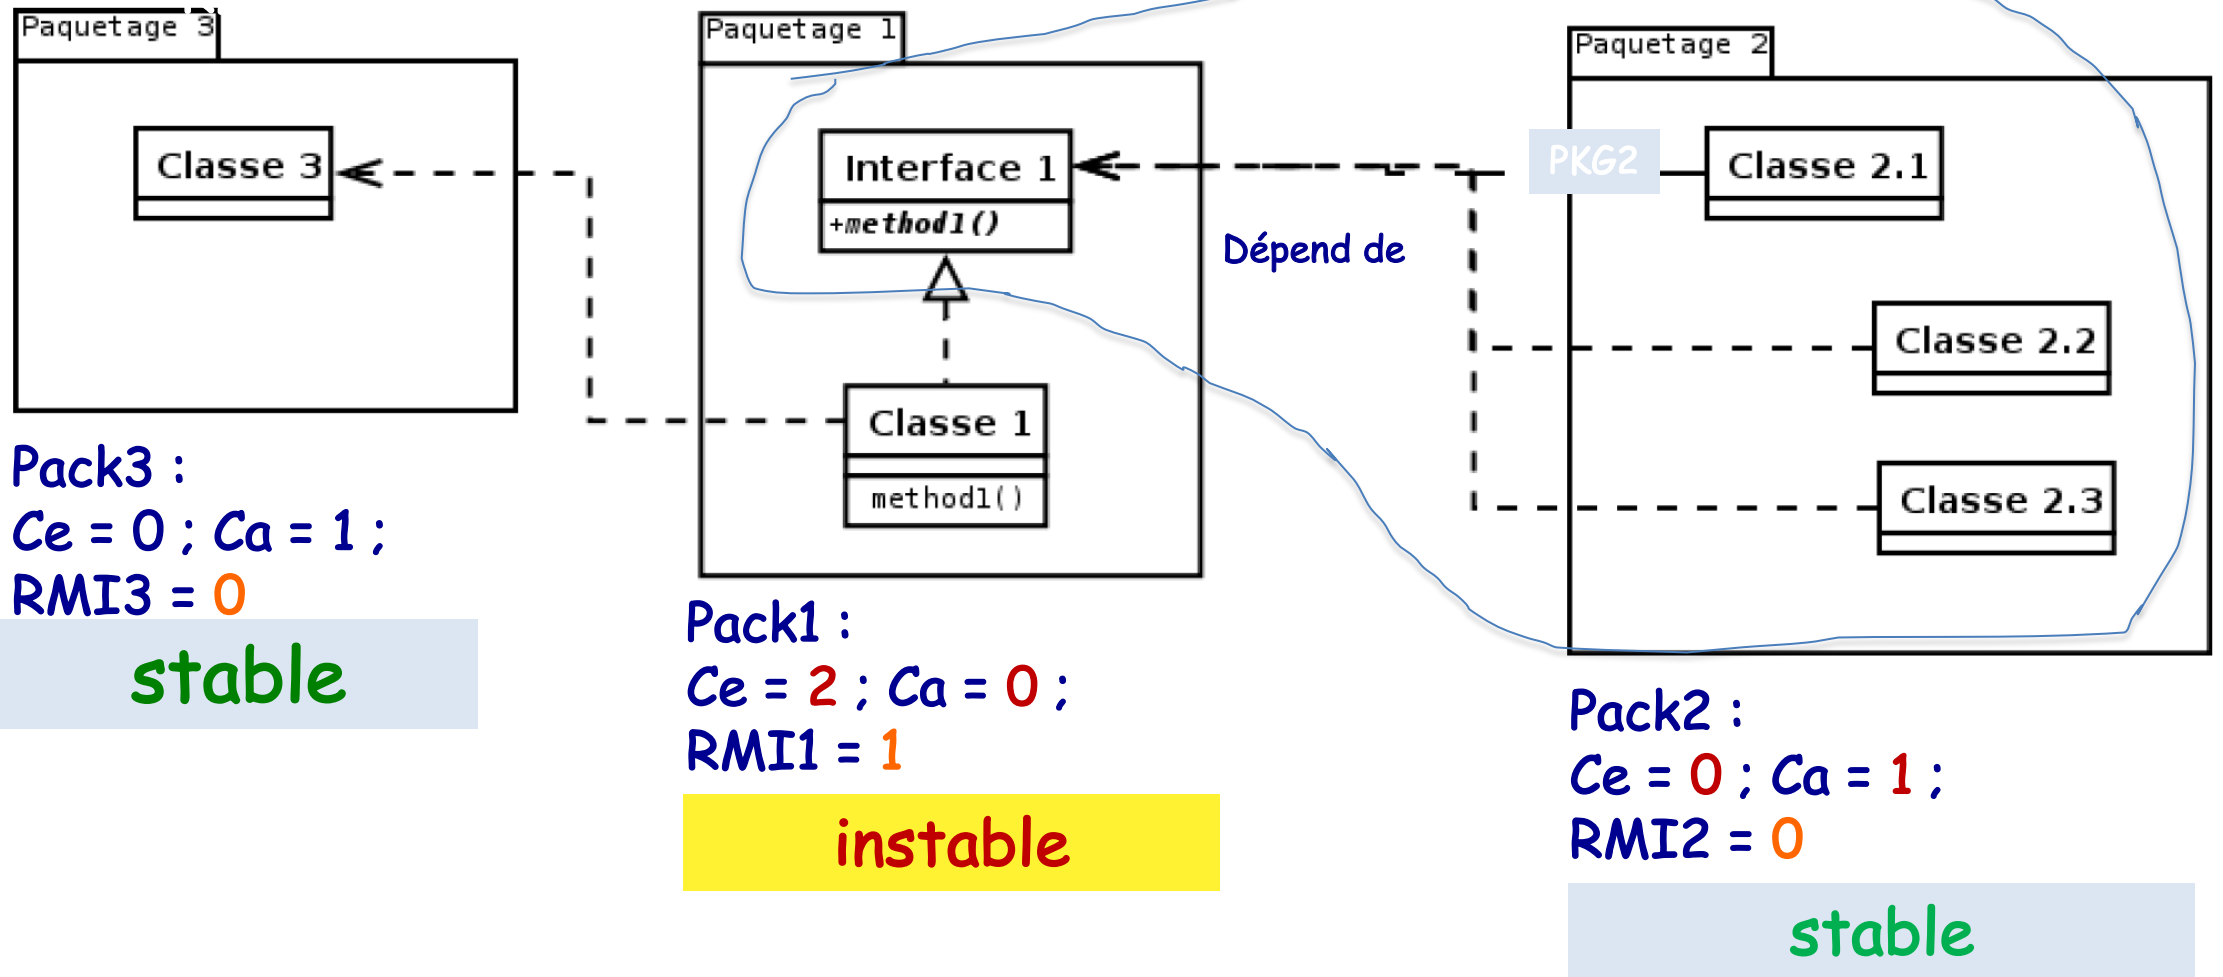 Paquetage 3
Classe 3
Pack3 :
Ce = 0 ; Ca = 1 ;
RMI3 = 0
stable
Paquetage 1
Interface 1
+method1()
Classe 1
method1()
Pack1 :
Ce = 2 ; Ca = 0 ;
RMI1 = 1
instable
Dépend de
Paquetage 2
PKG2
Classe 2.1
Classe 2.2
Classe 2.3
Pack2 :
Ce = 0 ; Ca = 1 ;
RMI2 = 0
stable